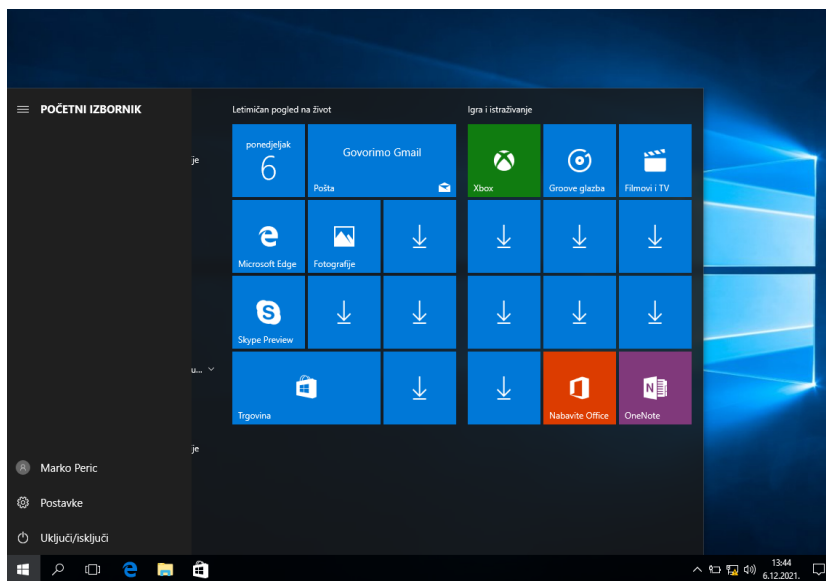 POČETNI IZBORNIK
Letimičan pogled na život
Igra i istraživanje
ponedjeljak
6
Govorimo Gmail
Pošta
Xbox
Groove glazba
Filmovi i TV
je
Microsoft Edge
Fotografije
Skype Preview
u...
Trgovina
Nabavite Office
OneNote
je
Marko Peric
Postavke
Uključi/isključi
13:44
6.12.2021.